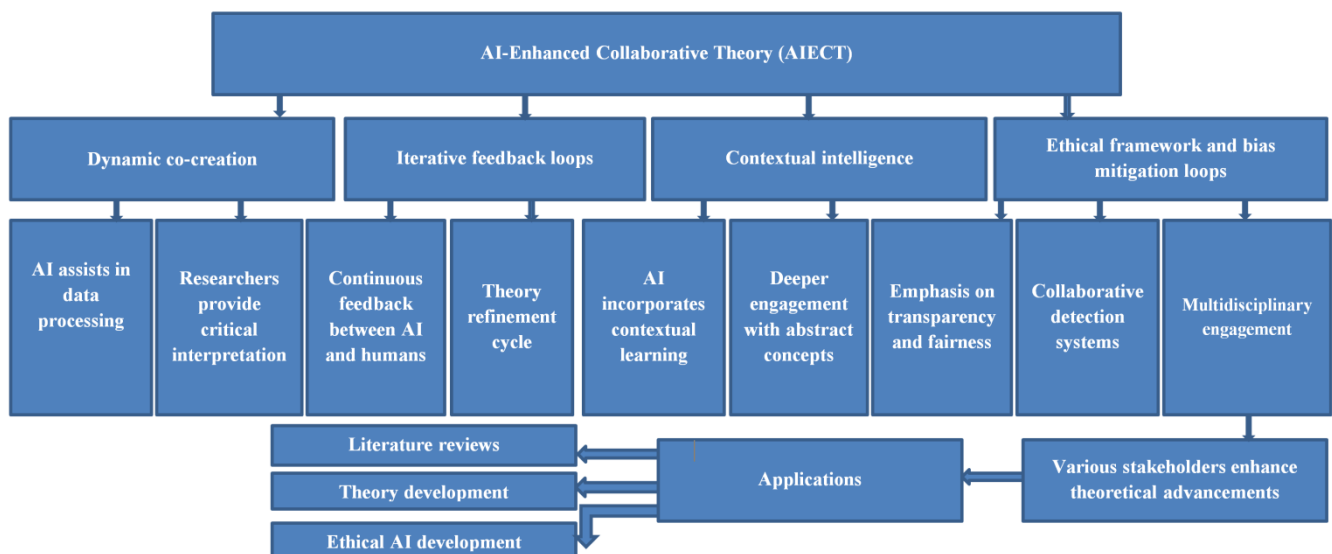 AI-Enhanced Collaborative Theory (AIECT)
Dynamic co-creation
Iterative feedback loops
Contextual intelligence
Ethical framework and bias
mitigation loops
AI assists in
data
processing
Researchers
provide
critical
interpretation
Continuous
feedback
between AI
and humans
Theory
refinement
cycle
AI
incorporates
contextual
learning
Deeper
engagement
with abstract
concepts
Emphasis on
transparency
and fairness
Collaborative
detection
systems
Multidisciplinary
engagement
Literature reviews
Theory development
Ethical AI development
Applications
Various stakeholders enhance
theoretical advancements